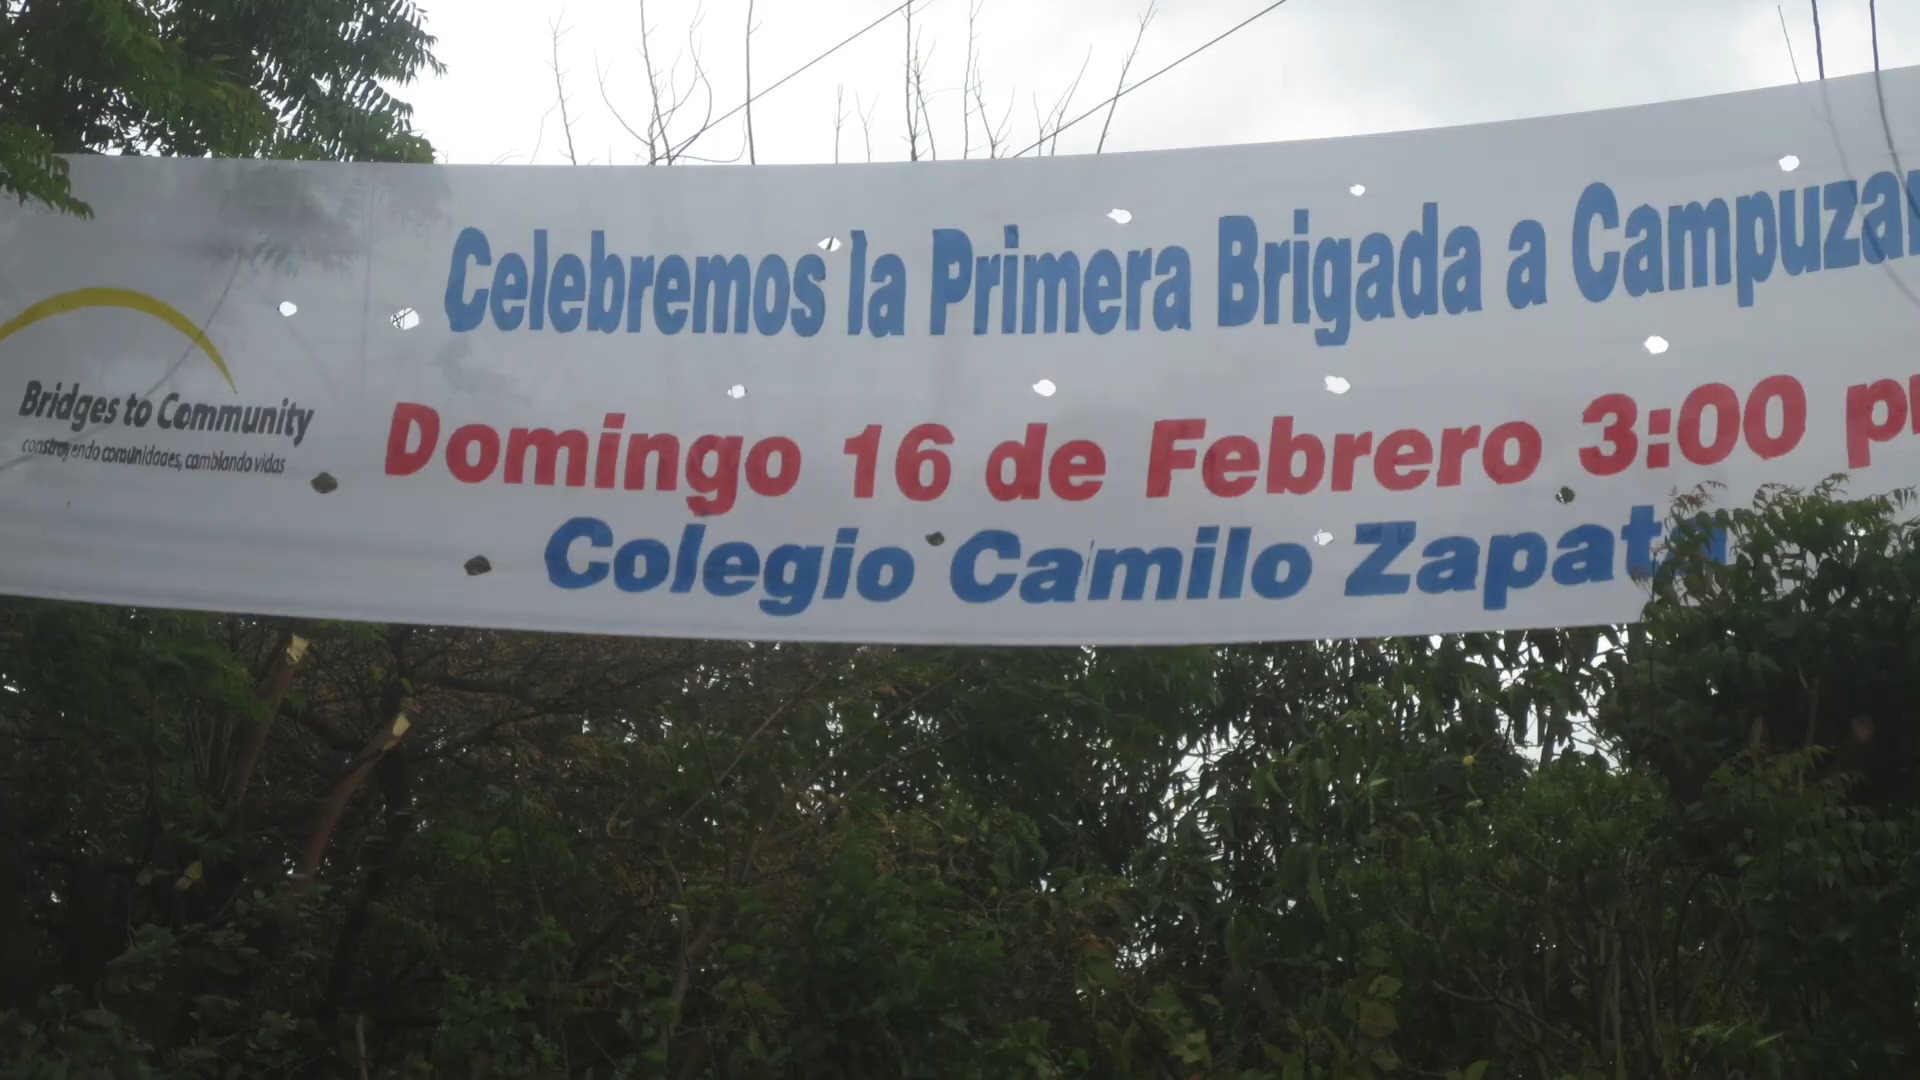 Celebremos la Primera Brigada a Campuza
Bridges to Community
construyendo comunidades, cambiando vidas
Domingo 16 de Febrero 3:00 p
Colegio Camilo Zapata